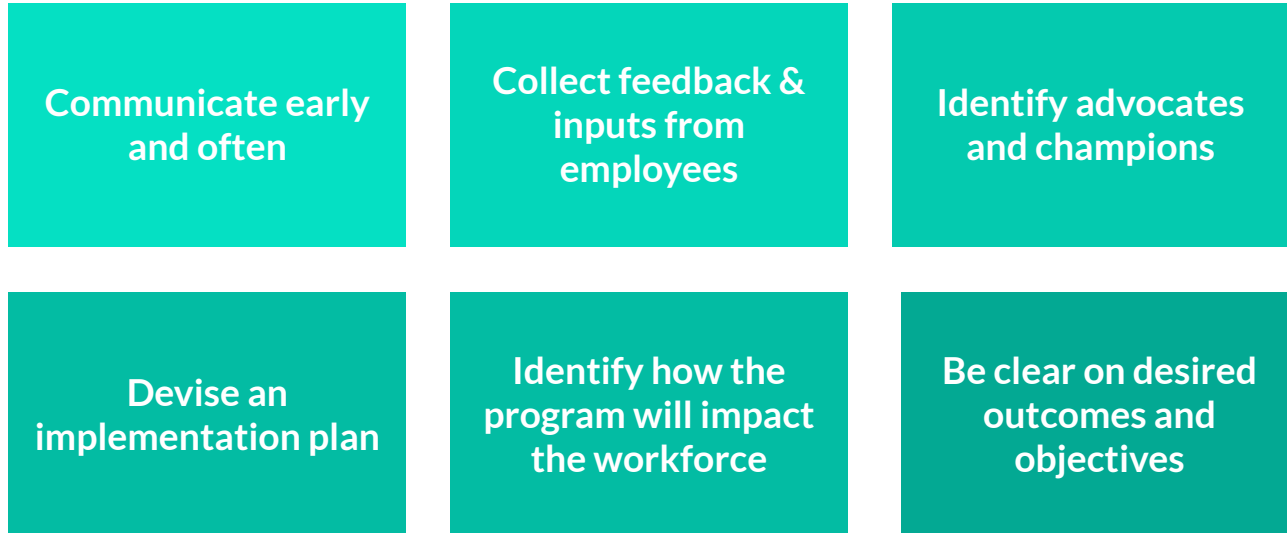 Communicate early
and often
Collect feedback &
inputs from
employees
Identify advocates
and champions
Devise an
implementation plan
Identify how the
program will impact
the workforce
Be clear on desired
outcomes and
objectives